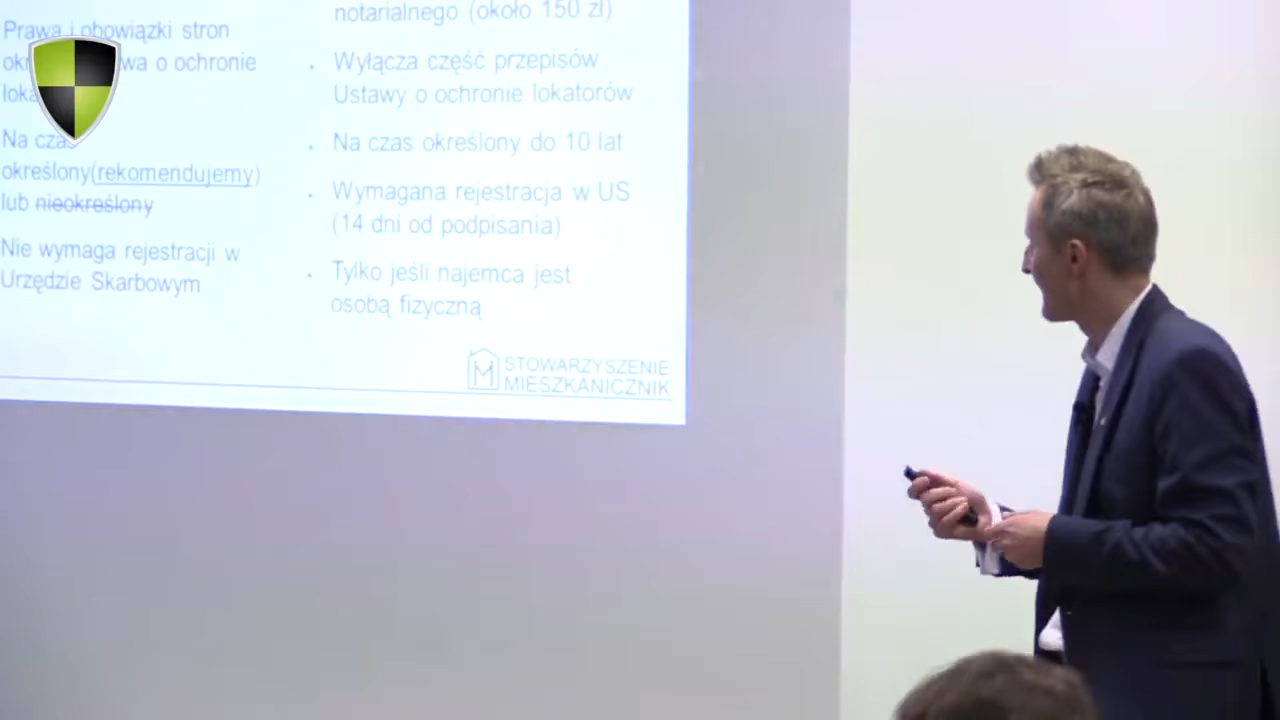 Prawa i obowiązki stron
wa o ochronie
Na czas
określony(rekomendujemy)
lub nieokreślony
Nie wymaga rejestracji w
Urzędzie Skarbowym
notarialnego (około 150 zł)
Wyłącza część przepisów
Ustawy o ochronie lokatorów
Na czas określony do 10 lat
Wymagana rejestracja w US
(14 dni od podpisania)
Tylko jeśli najemca jest
osobą fizyczną
STOWARZYSZENIE
MIESZKANICZNIK